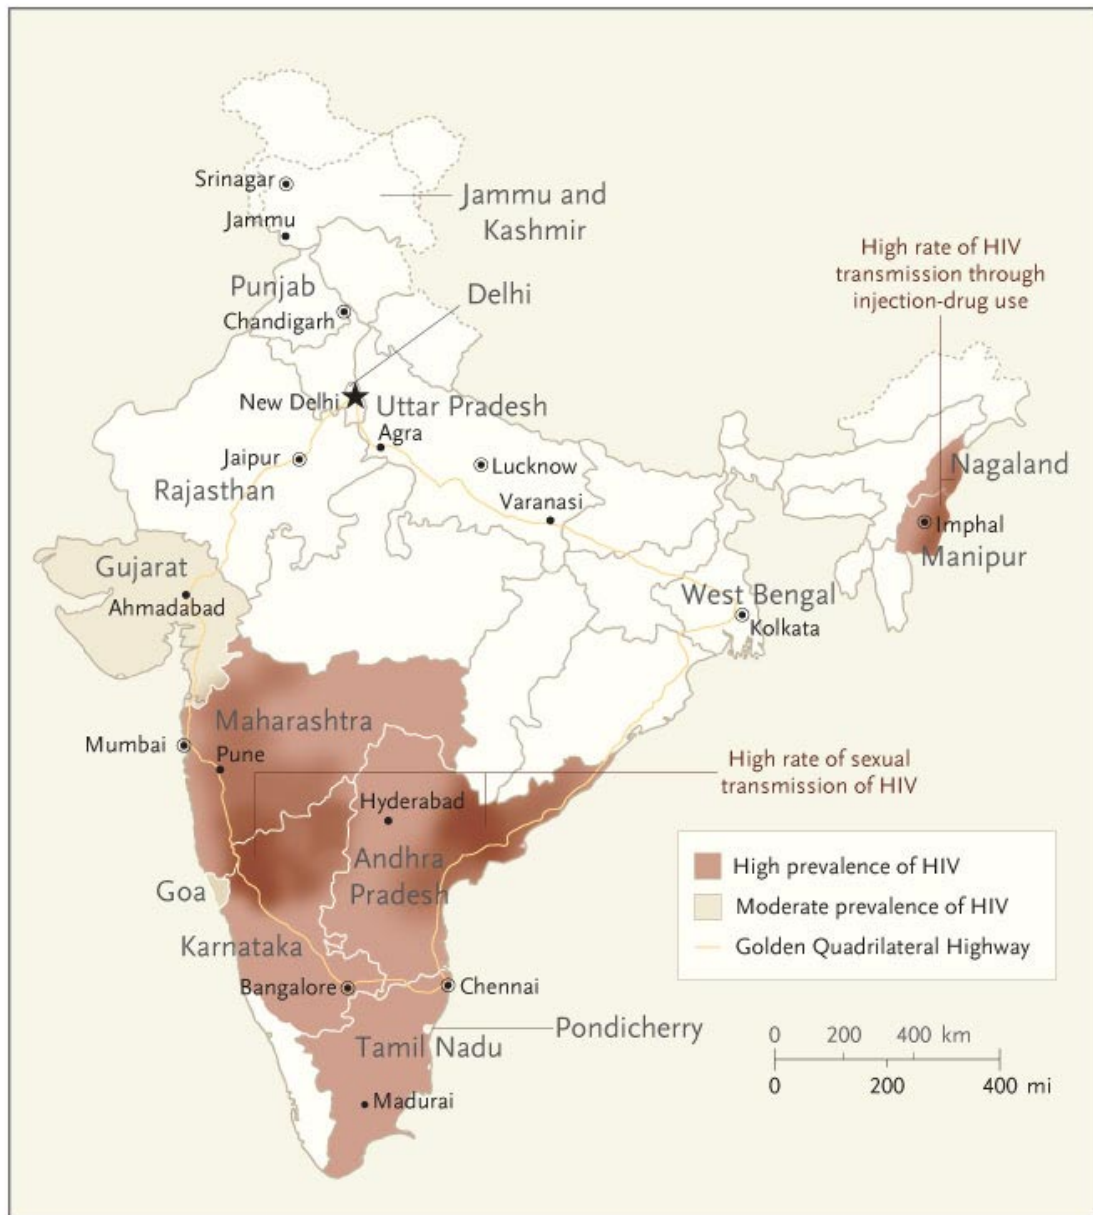 Srinagar
Jammu and
Kashmir
Jammu
High rate of HIV
transmission through
injection-drug use
Punjab
Delhi
Chandigarh
New Delhi
Uttar Pradesh
Agra
Jaipur
Lucknow
Nagaland
Rajasthan
Varanasi
Imphal
Manipur
Gujarat
Ahmadabad
West Bengal
Kolkata
Maharashtra
Mumbai
Pune
High rate of sexual
transmission of HIV
Hyderabad
Andhra
Pradesh
Goa
Karnataka
Bangalore
Chennai
Pondicherry
Tamil Nadu
Madurai
High prevalence of HIV
Moderate prevalence of HIV
Golden Quadrilateral Highway
0 200 400 km
0 200 400 mi